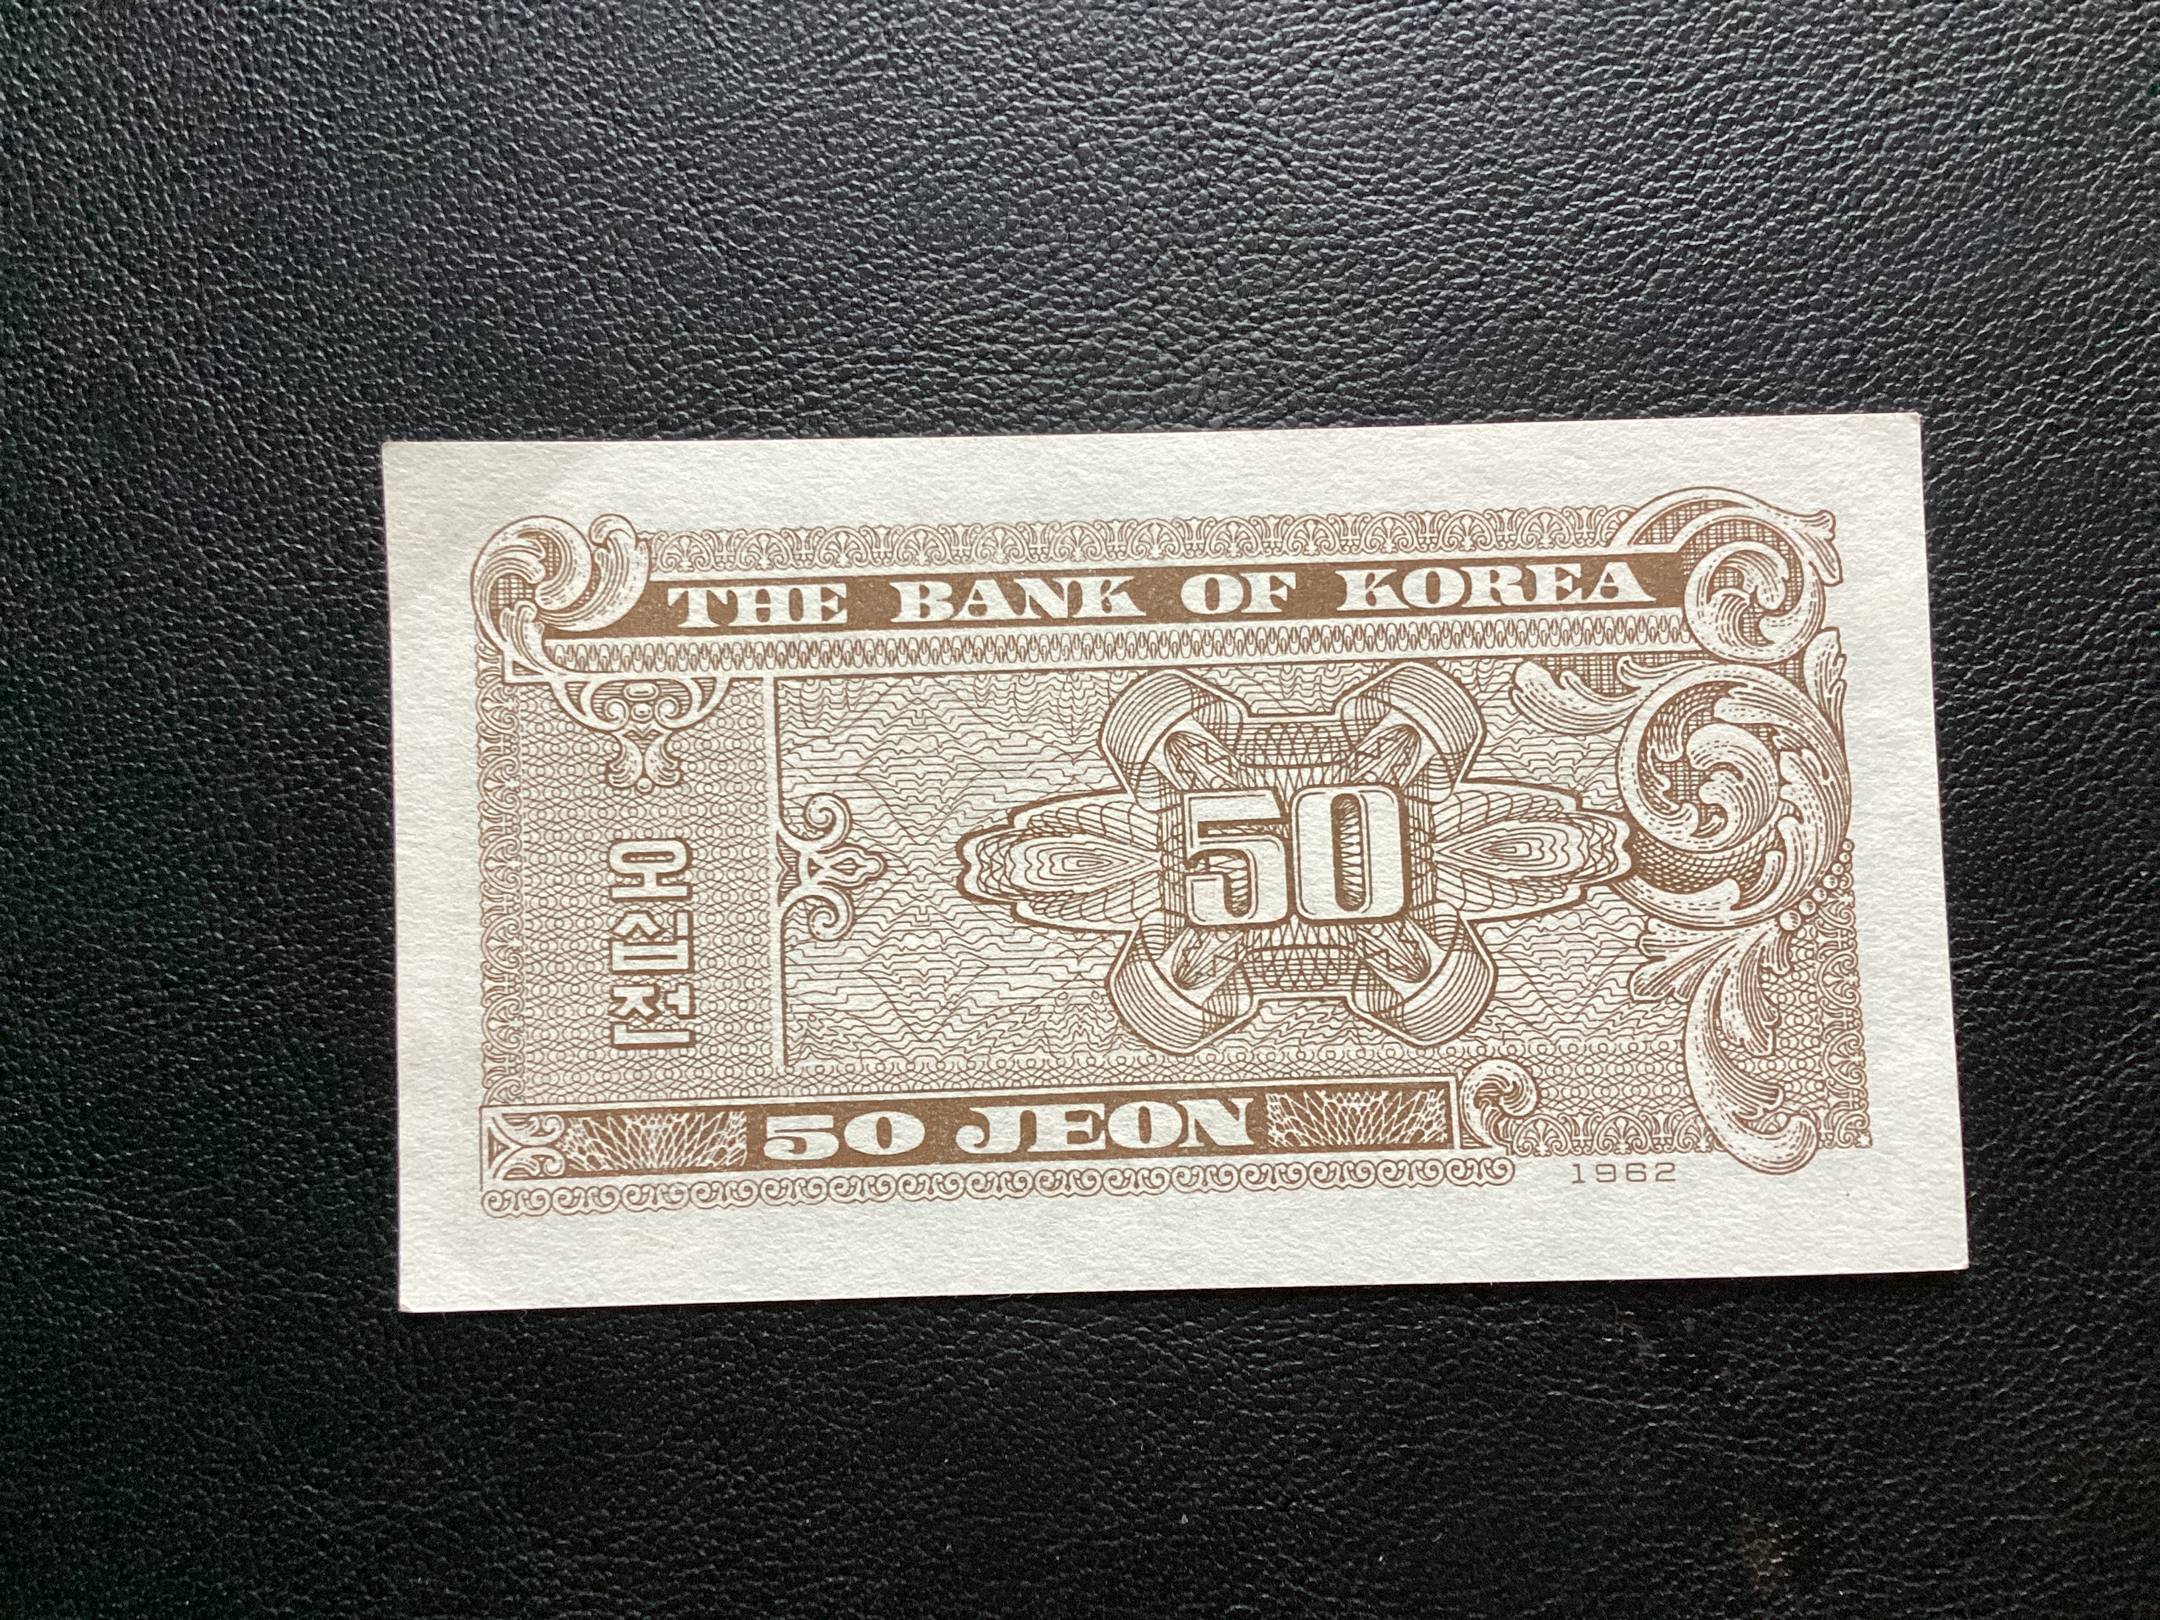 THE BANK OF KOREA
오십전
50
50 JEON
1962